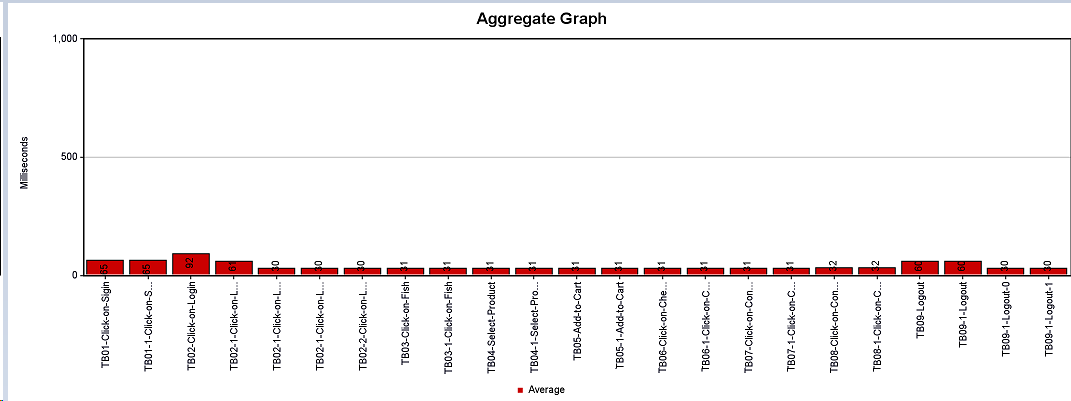 Aggregate Graph
1,000
500
0
Milliseconds
65
65
92
61
30
30
30
31
31
31
31
31
31
31
31
31
31
32
32
60
60
30
30
TB01-Click-on-Sigin
TB01-1-Click-on-S...
TB02-Click-on-Login
TB02-1-Click-on-L...
TB02-1-Click-on-L...
TB02-1-Click-on-L...
TB02-2-Click-on-L...
TB03-Click-on-Fish
TB03-1-Click-on-Fish
TB04-Select-Product
TB04-1-Select-Pro...
TB05-Add-to-Cart
TB05-1-Add-to-Cart
TB06-Click-on-Che...
TB06-1-Click-on-C...
TB07-Click-on-Con...
TB07-1-Click-on-C...
TB08-Click-on-Con...
TB08-1-Click-on-C...
TB09-Logout
TB09-1-Logout
TB09-1-Logout-0
TB09-1-Logout-1
Average